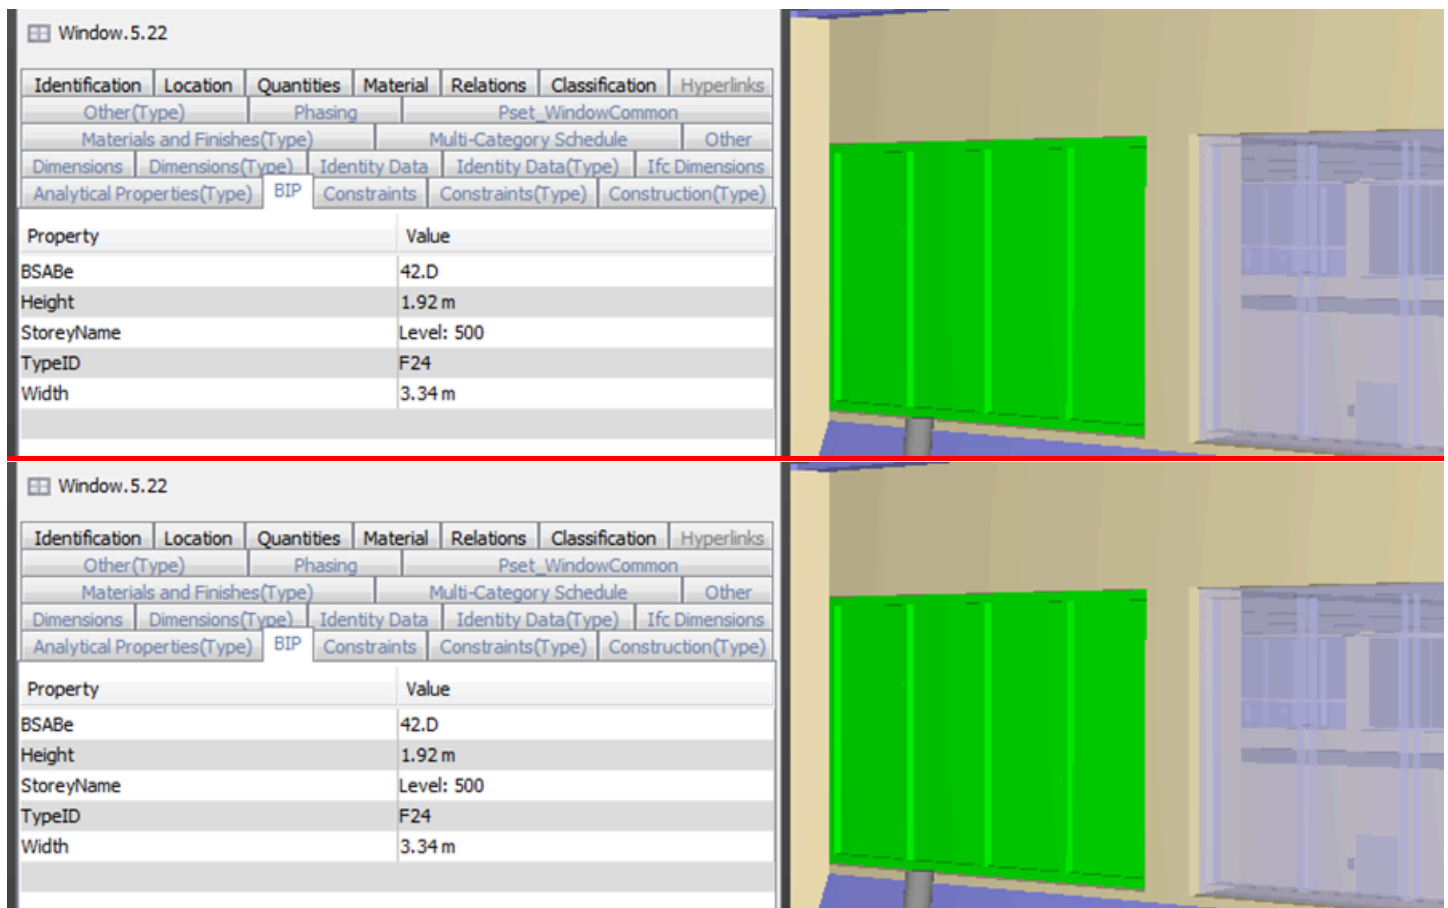 Window.5.22
Identification Location Quantities Material Relations Classification Hyperlinks
Other(Type) Phasing Pset_WindowCommon
Materials and Finishes(Type) Multi-Category Schedule Other
Dimensions Dimensions(Type) Identity Data Identity Data(Type) Ifc Dimensions
Analytical Properties(Type) BIP Constraints Constraints(Type) Construction(Type)
Property Value
BSABe 42.D
Height 1.92 m
StoreyName Level: 500
TypeID F24
Width 3.34 m
Window.5.22
Identification Location Quantities Material Relations Classification Hyperlinks
Other(Type) Phasing Pset_WindowCommon
Materials and Finishes(Type) Multi-Category Schedule Other
Dimensions Dimensions(Type) Identity Data Identity Data(Type) Ifc Dimensions
Analytical Properties(Type) BIP Constraints Constraints(Type) Construction(Type)
Property Value
BSABe 42.D
Height 1.92 m
StoreyName Level: 500
TypeID F24
Width 3.34 m